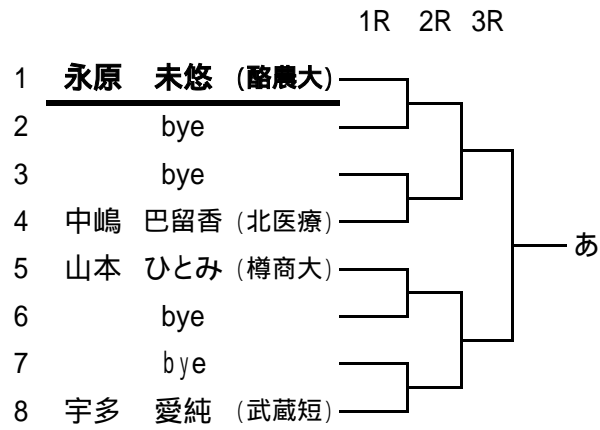 1R 2R 3R
1 永原 未悠 (酪農大)
2 bye
3 bye
4 中嶋 巴留香 (北医療)
あ
5 山本 ひとみ (樽商大)
6 bye
7 bye
8 宇多 愛純 (武蔵短)